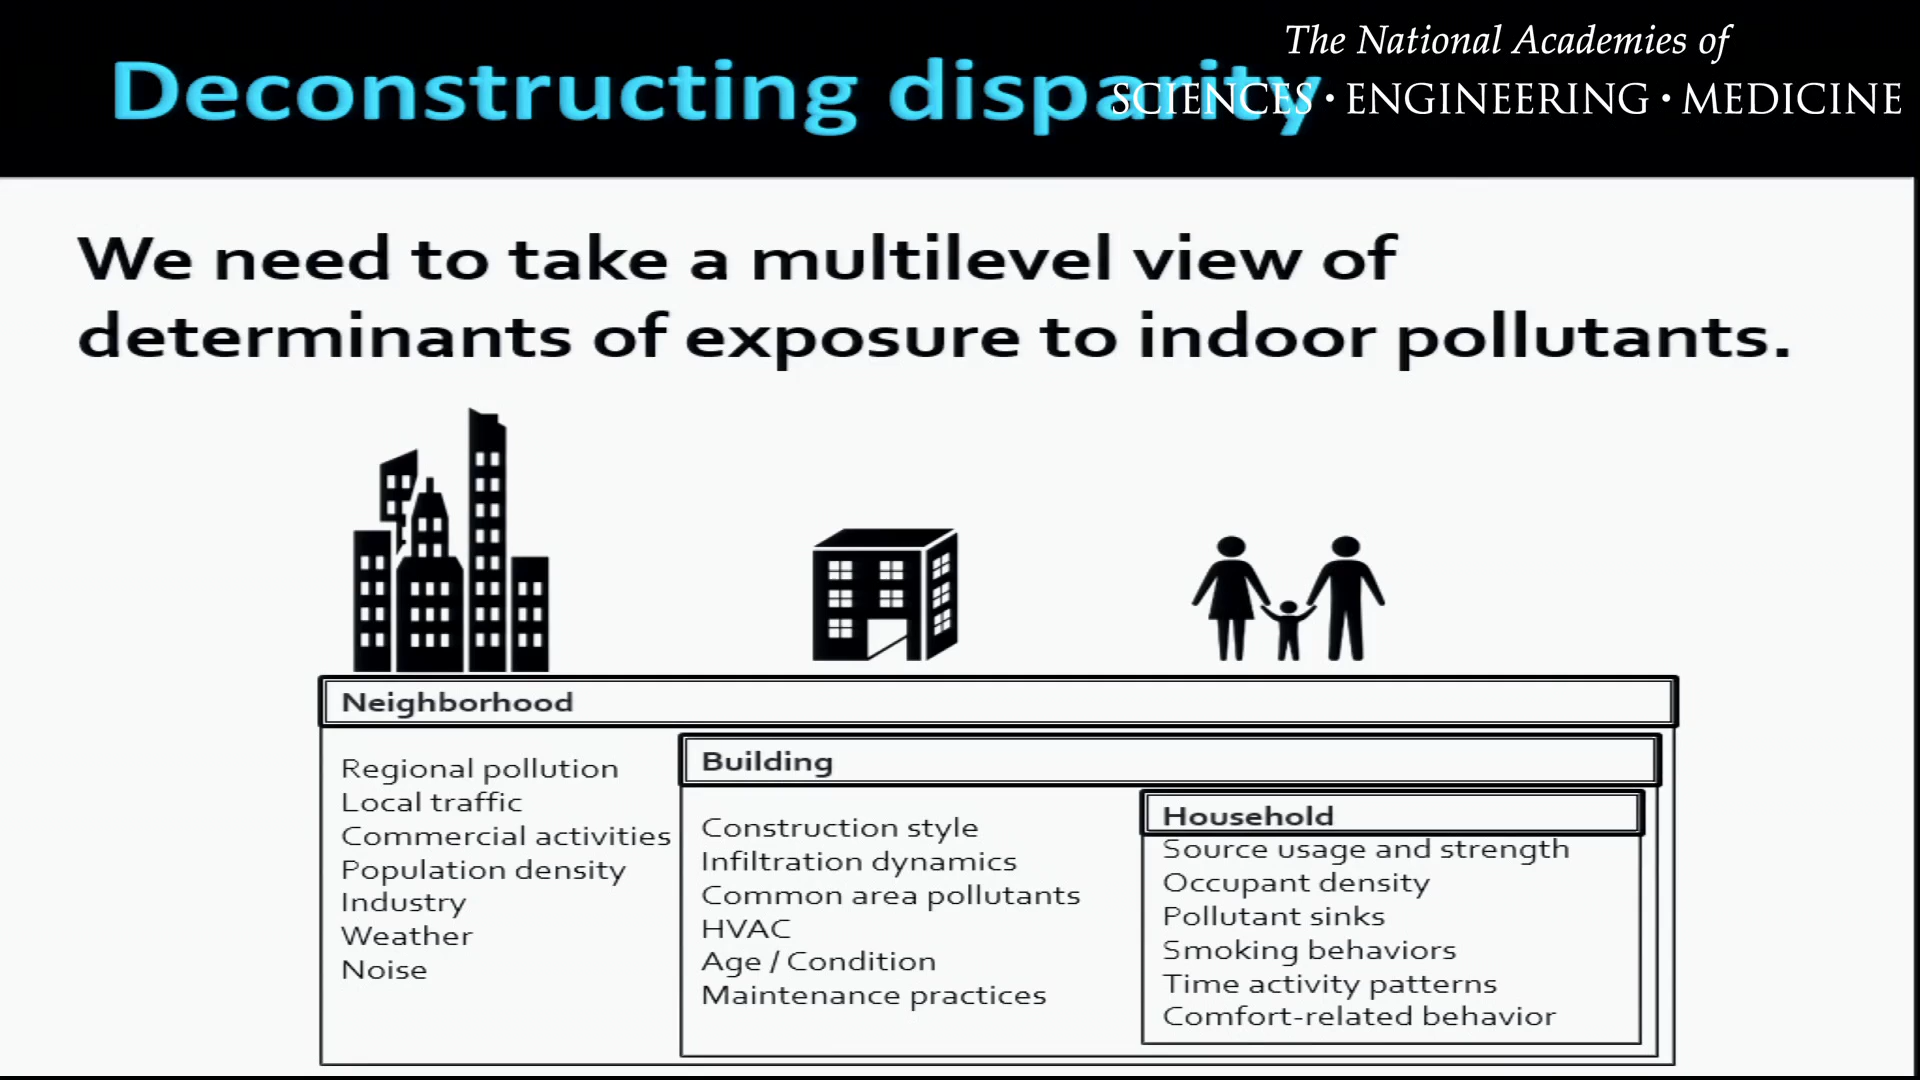 Deconstructing disparity
The National Academies of
SCIENCES • ENGINEERING • MEDICINE
We need to take a multilevel view of
determinants of exposure to indoor pollutants.
Neighborhood
Regional pollution
Local traffic
Commercial activities
Population density
Industry
Weather
Noise
Building
Construction style
Infiltration dynamics
Common area pollutants
HVAC
Age / Condition
Maintenance practices
Household
Source usage and strength
Occupant density
Pollutant sinks
Smoking behaviors
Time activity patterns
Comfort-related behavior